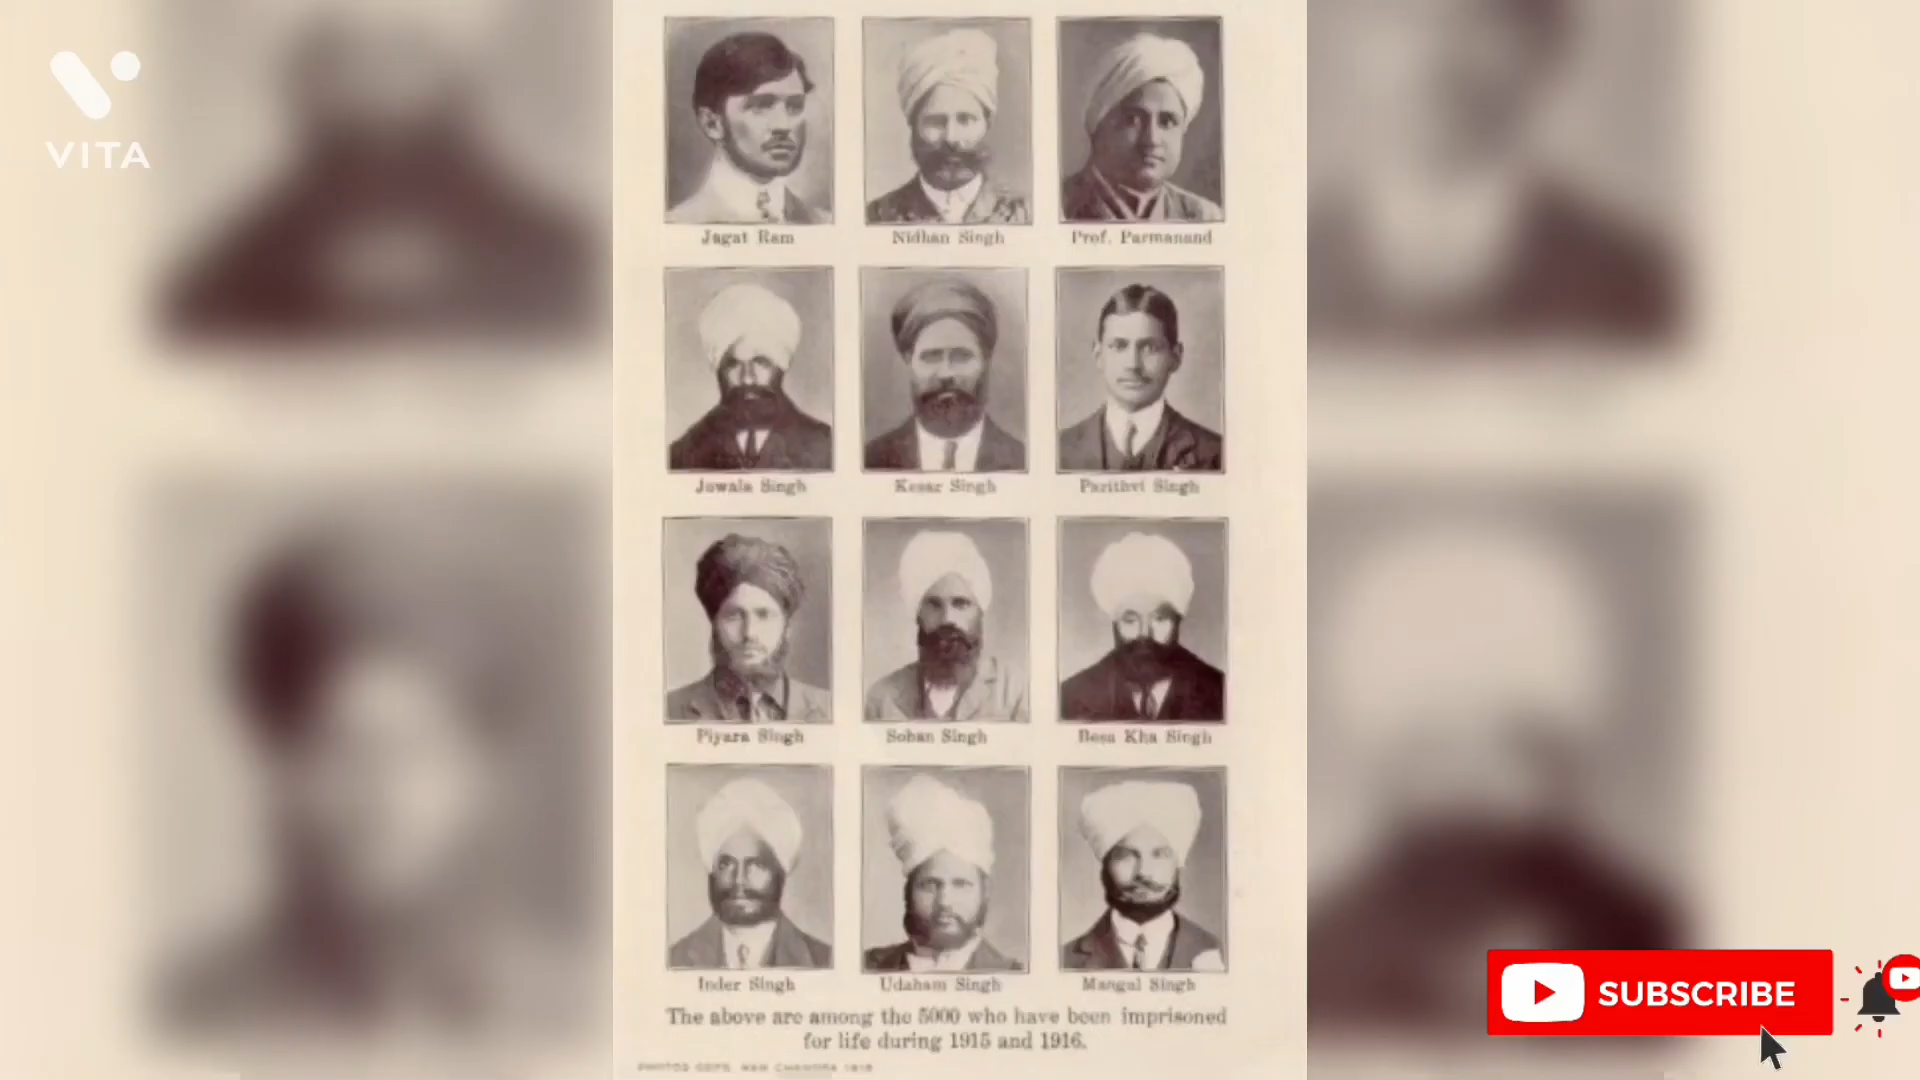 VITA
Jagat Ram
Nidhan Singh
Prof. Parmanand
Jawala Singh
Kesar Singh
Parithvi Singh
Piyara Singh
Sohan Singh
Besa Kha Singh
Inder Singh
Udaham Singh
Mangal Singh
The above are among the 5000 who have been imprisoned
for life during 1915 and 1916.
SUBSCRIBE